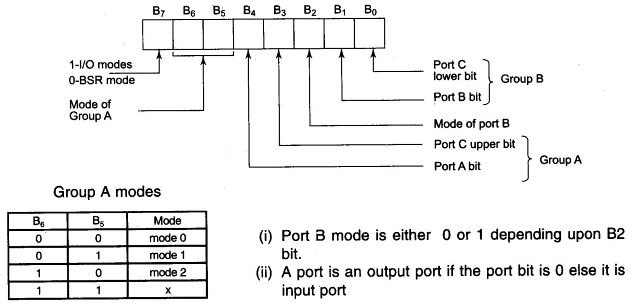 B7 B6 B5 B4 B3 B2 B1 B0
1-I/O modes
0-BSR mode
Mode of
Group A
Port C
lower bit
Group B
Port B bit
Mode of port B
Port C upper bit
Group A
Port A bit
Group A modes
B6 B5 Mode
0 0 mode 0
0 1 mode 1
1 0 mode 2
1 1 x
(i) Port B mode is either 0 or 1 depending upon B2
bit.
(ii) A port is an output port if the port bit is 0 else it is
input port